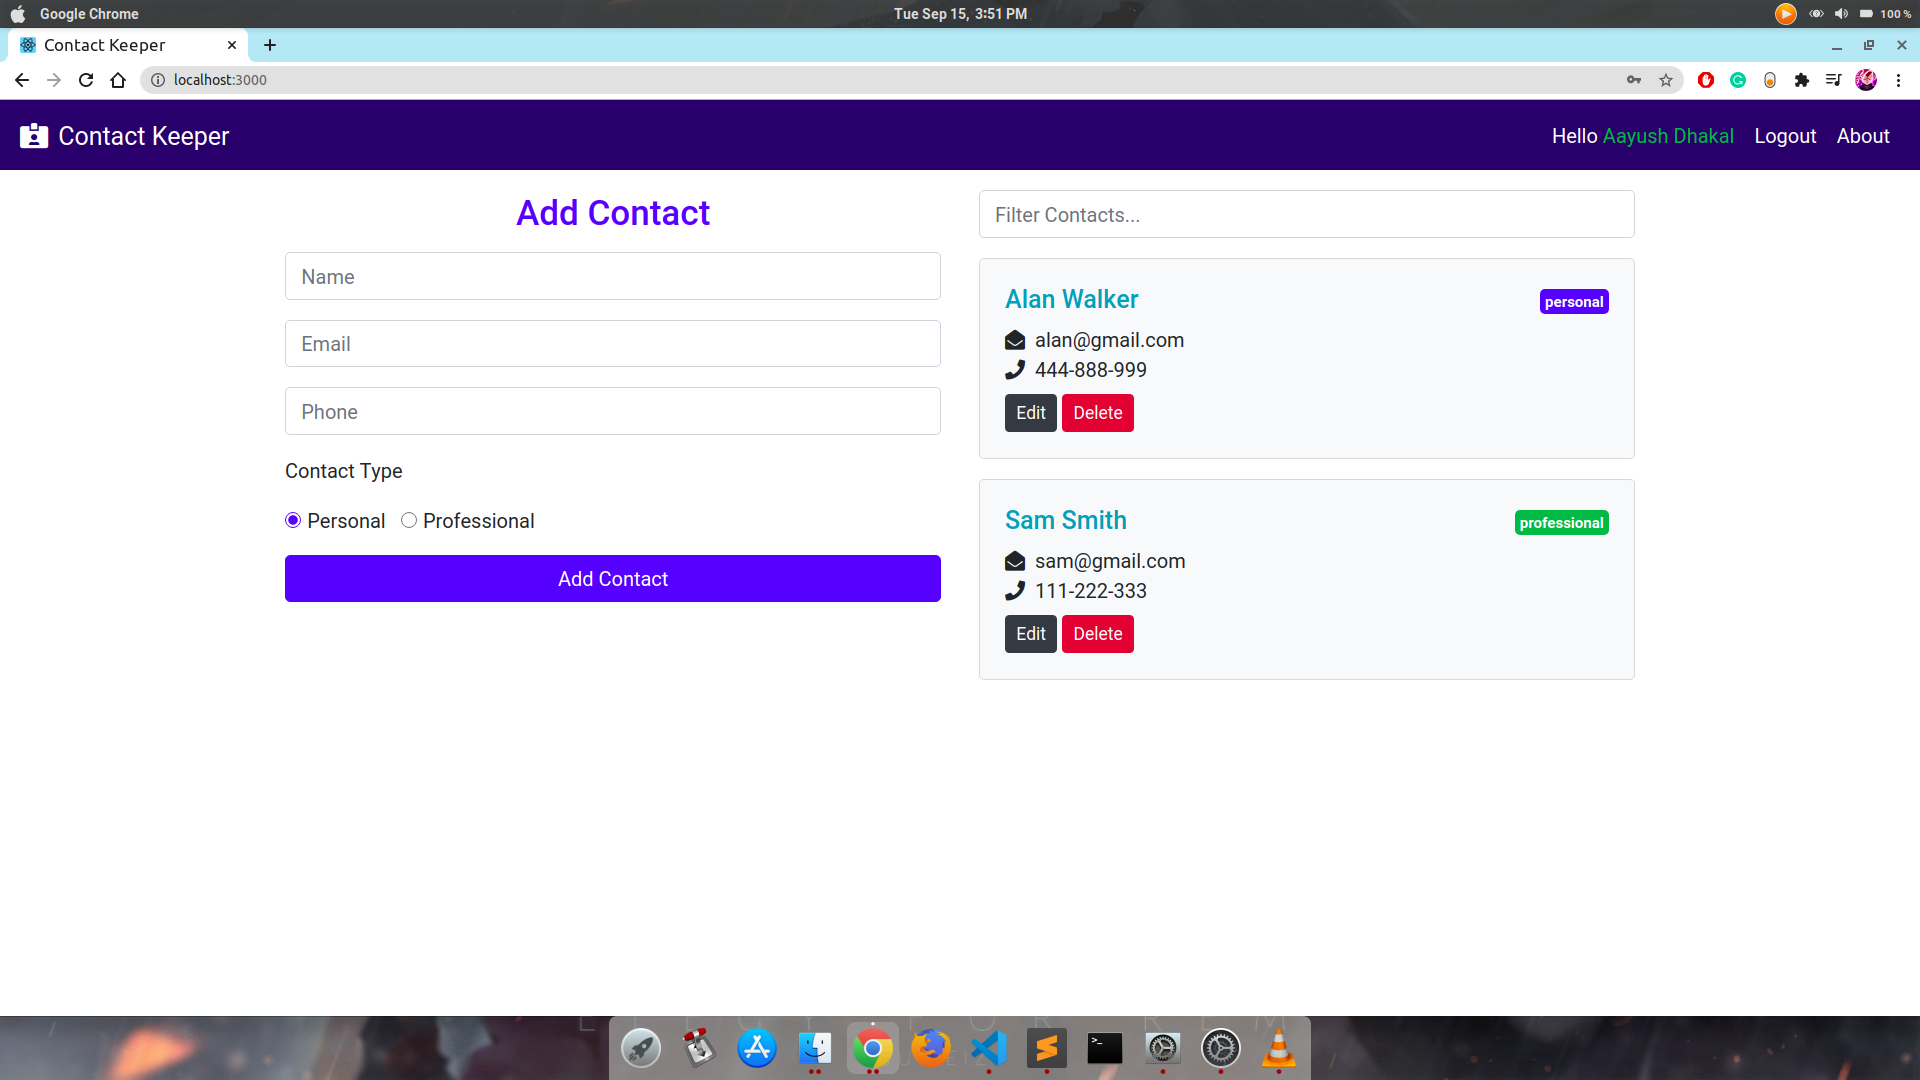 Google Chrome
Tue Sep 15, 3:51 PM
100 %
Contact Keeper
localhost:3000
Contact Keeper
Hello Aayush Dhakal
Logout
About
Add Contact
Name
Email
Phone
Contact Type
Personal
Professional
Add Contact
Filter Contacts...
Alan Walker
personal
alan@gmail.com
444-888-999
Edit
Delete
Sam Smith
professional
sam@gmail.com
111-222-333
Edit
Delete